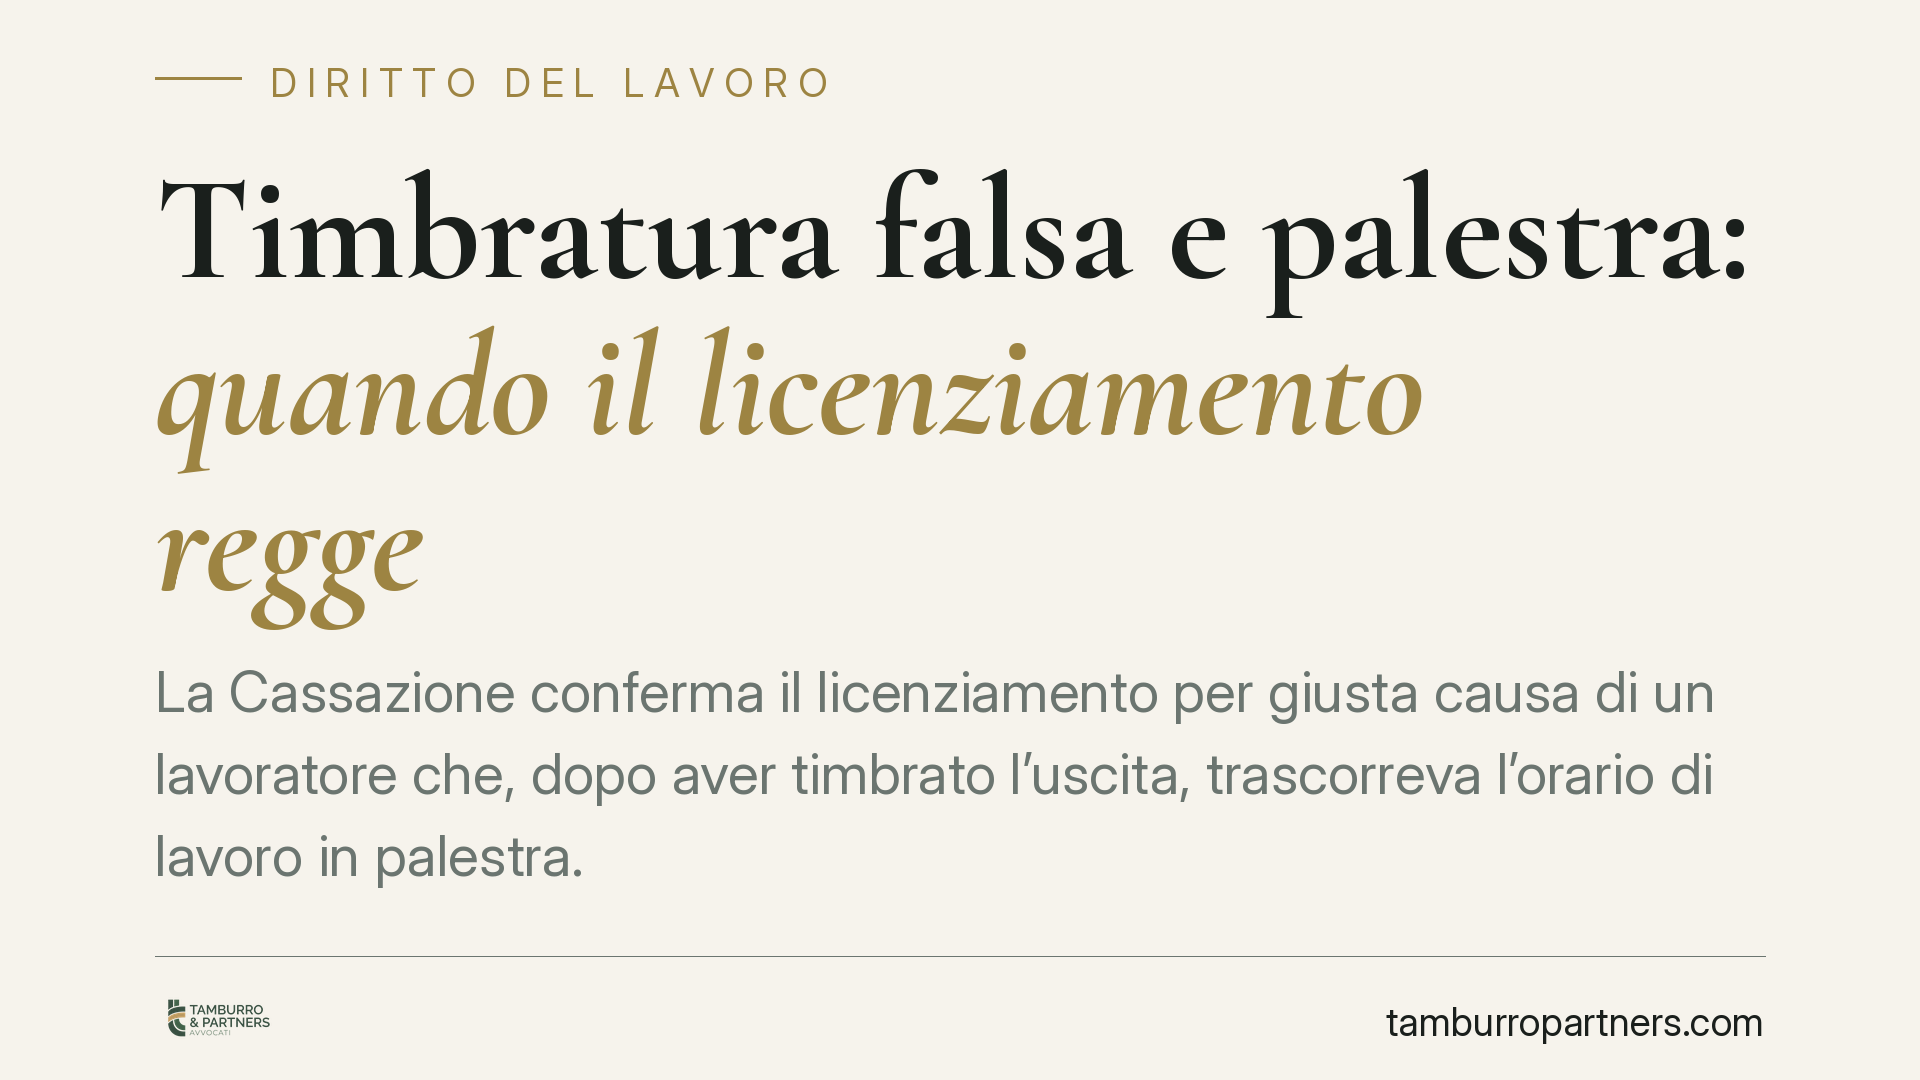 DIRITTO DEL LAVORO
Timbratura falsa e palestra:
quando il licenziamento
regge
La Cassazione conferma il licenziamento per giusta causa di un
lavoratore che, dopo aver timbrato l’uscita, trascorreva l’orario di
lavoro in palestra.
TAMBURRO
& PARTNERS
AVVOCATI
tamburropartners.com